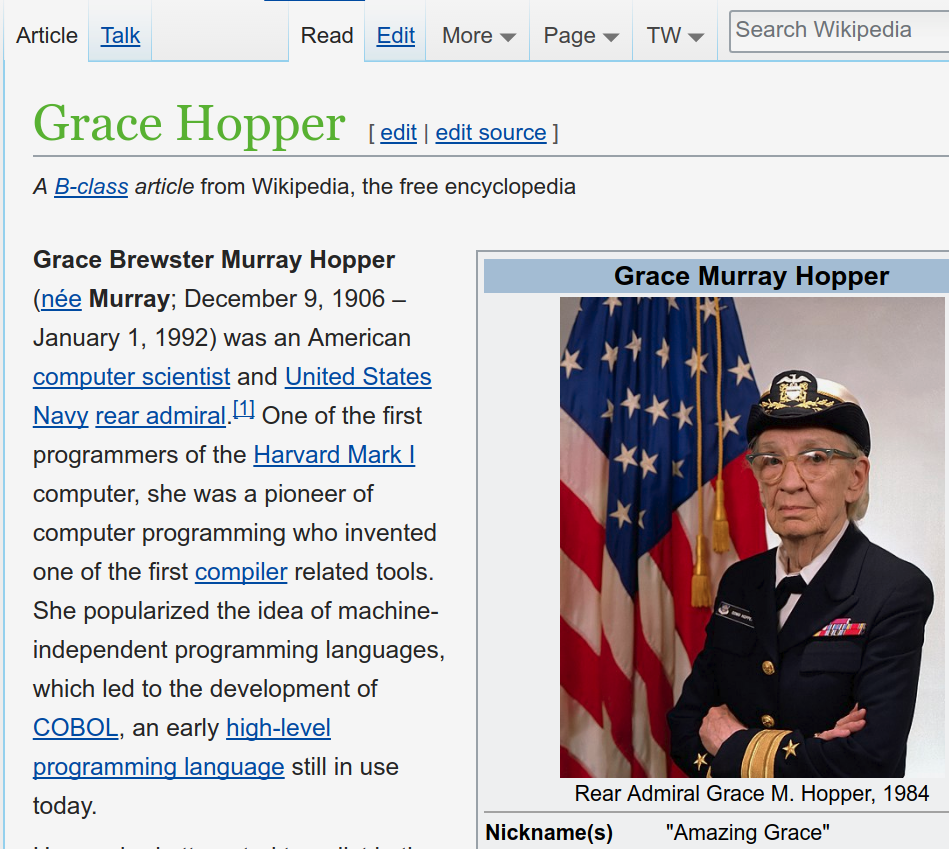 Article Talk Read Edit More Page TW Search Wikipedia
Grace Hopper [ edit | edit source ]
A B-class article from Wikipedia, the free encyclopedia
Grace Brewster Murray Hopper
(née Murray; December 9, 1906 –
January 1, 1992) was an American
computer scientist and United States
Navy rear admiral.[1] One of the first
programmers of the Harvard Mark I
computer, she was a pioneer of
computer programming who invented
one of the first compiler related tools.
She popularized the idea of machine-
independent programming languages,
which led to the development of
COBOL, an early high-level
programming language still in use
today.
Grace Murray Hopper
Rear Admiral Grace M. Hopper, 1984
Nickname(s) "Amazing Grace"